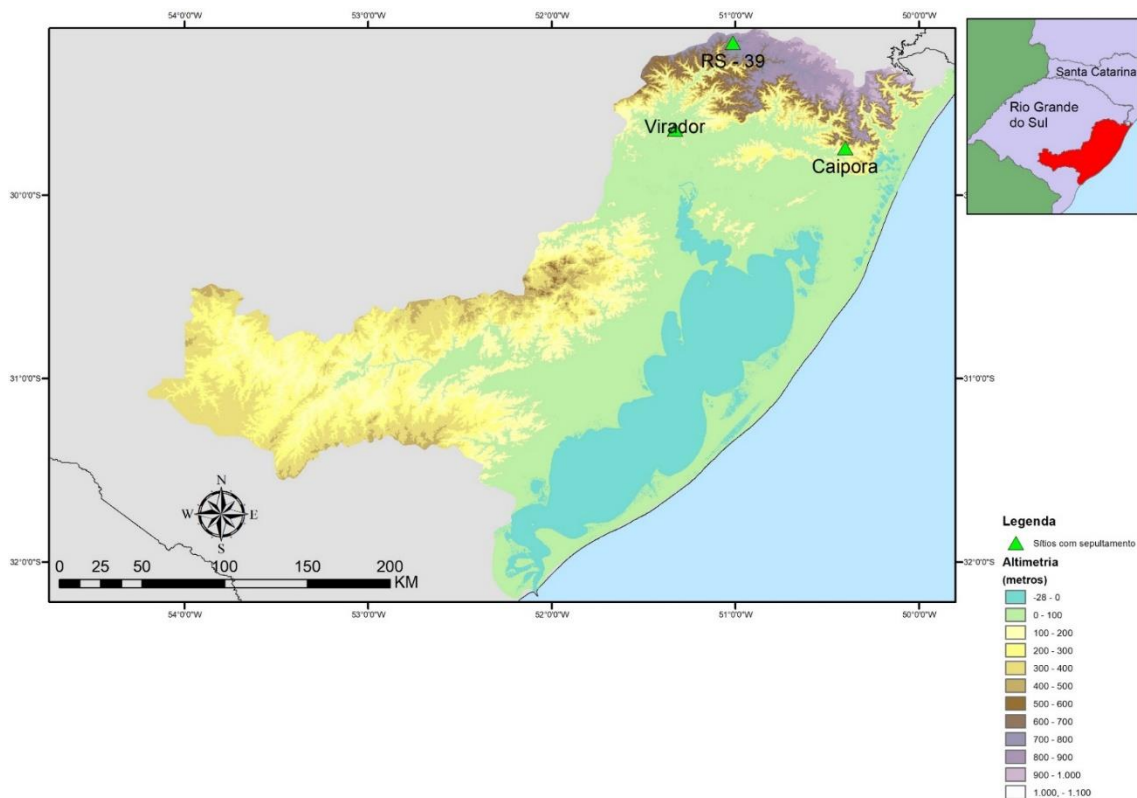 54°0'0"W
53°0'0"W
52°0'0"W
51°0'0"W
50°0'0"W
RS - 39
Virador
Caipora
Santa Catarina
Rio Grande
do Sul
30°0'0"S
31°0'0"S
31°0'0"S
32°0'0"S
32°0'0"S
N
W
E
S
0
25
50
100
150
200
KM
54°0'0"W
53°0'0"W
52°0'0"W
51°0'0"W
50°0'0"W
Legenda
Sítios com sepultamento
Altimetria
(metros)
-28 - 0
0 - 100
100 - 200
200 - 300
300 - 400
400 - 500
500 - 600
600 - 700
700 - 800
800 - 900
900 - 1.000
1.000, - 1.100